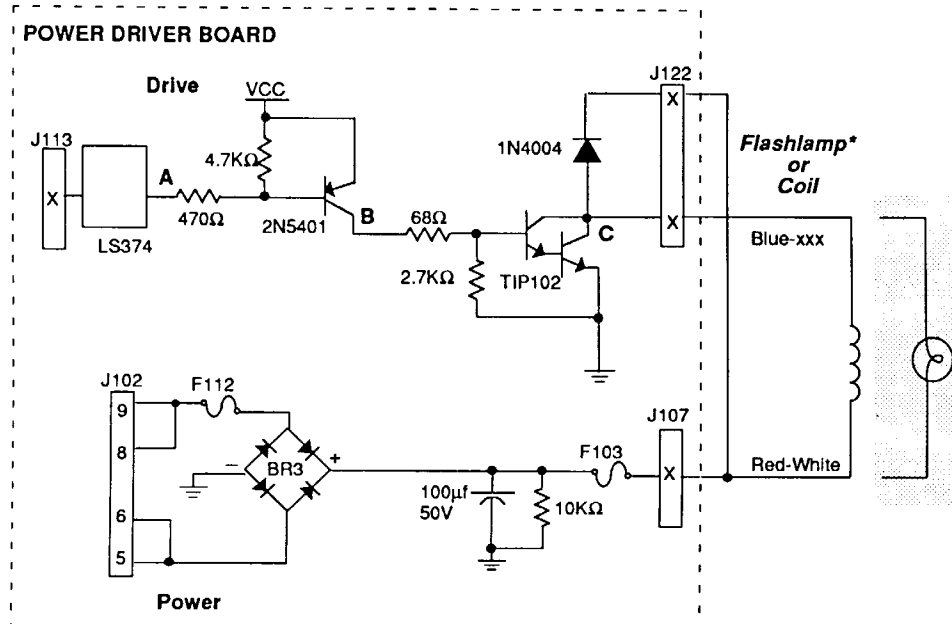 POWER DRIVER BOARD
Drive
VCC
J122
J113
X
X
A
4.7KΩ
470Ω
LS374
2N5401
B
68Ω
2.7KΩ
1N4004
TIP102
C
X
Flashlamp*
or
Coil
Blue-xxx
J102
9
8
6
5
F112
BR3
−
+
100µf
50V
10KΩ
F103
J107
X
Red-White
Power